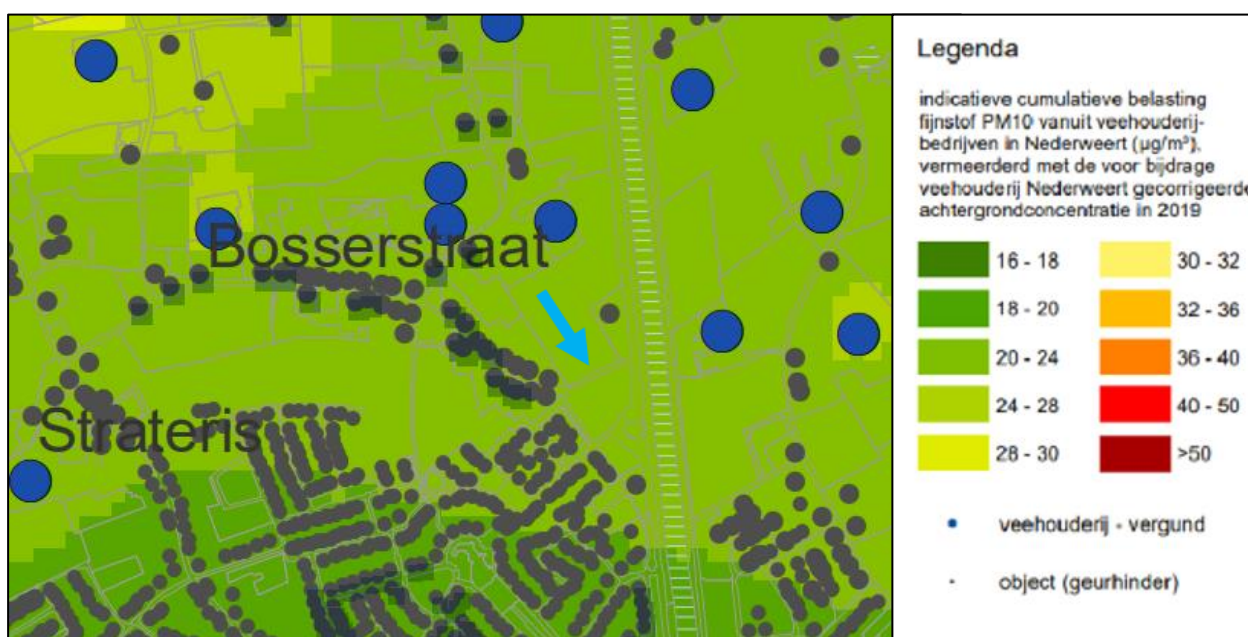 Bosserstraat
Strateris
Legenda
indicatieve cumulatieve belasting
fijnstof PM10 vanuit veehouderij-
bedrijven in Nederweert (µg/m³),
vermeerderd met de voor bijdrage
veehouderij Nederweert gecorrigeerde
achtergrondconcentratie in 2019
16 - 18
30 - 32
18 - 20
32 - 36
20 - 24
36 - 40
24 - 28
40 - 50
28 - 30
>50
veehouderij - vergund
object (geurhinder)